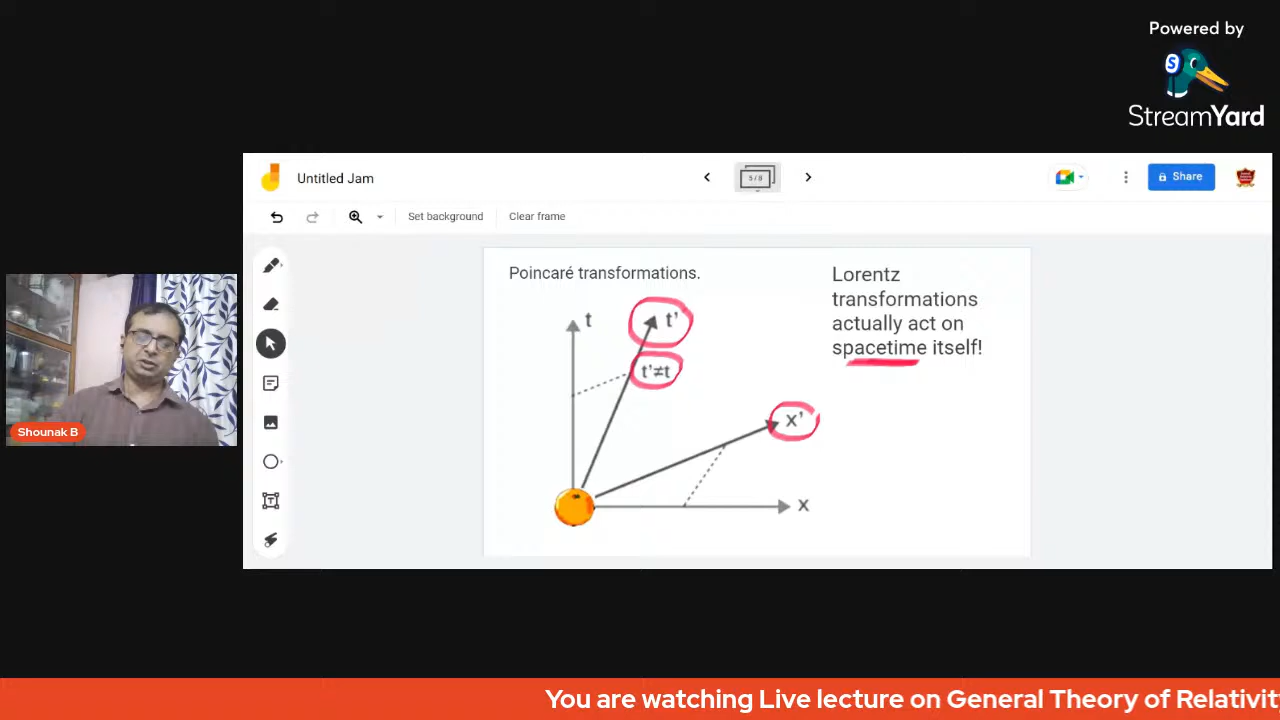 Powered by
StreamYard
Untitled Jam
5 / 8
Share
Set background
Clear frame
Poincaré transformations.
Lorentz
transformations
actually act on
spacetime itself!
t
t'
t'≠t
x'
x
Shounak B
You are watching Live lecture on General Theory of Relativit